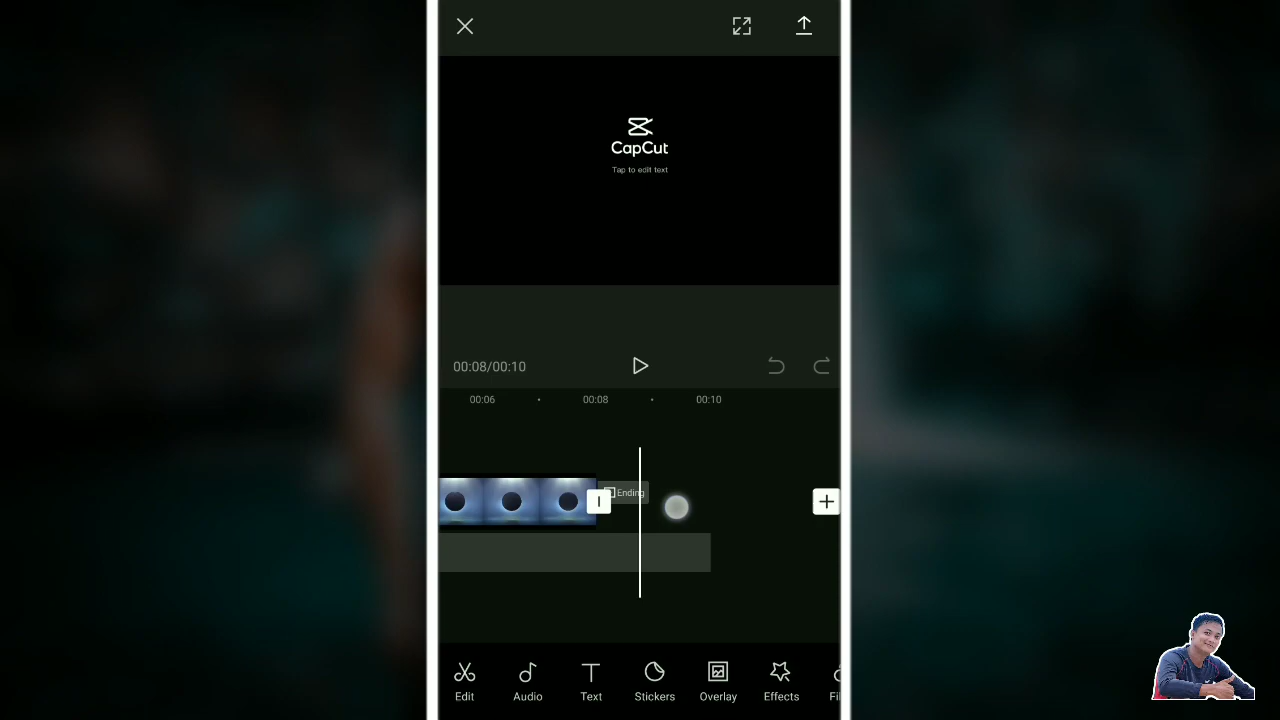 CapCut
Tap to edit text
00:08/00:10
00:06
00:08
00:10
Ending
Edit
Audio
Text
Stickers
Overlay
Effects
Fil